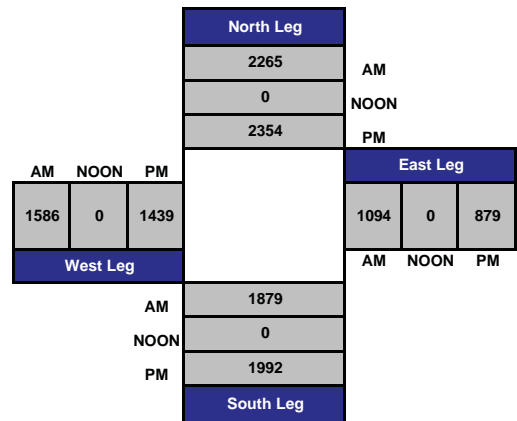 North Leg
2265 AM
0 NOON
2354 PM
AM NOON PM
East Leg
1586 0 1439
1094 0 879
West Leg
AM NOON PM
AM 1879
NOON 0
PM 1992
South Leg